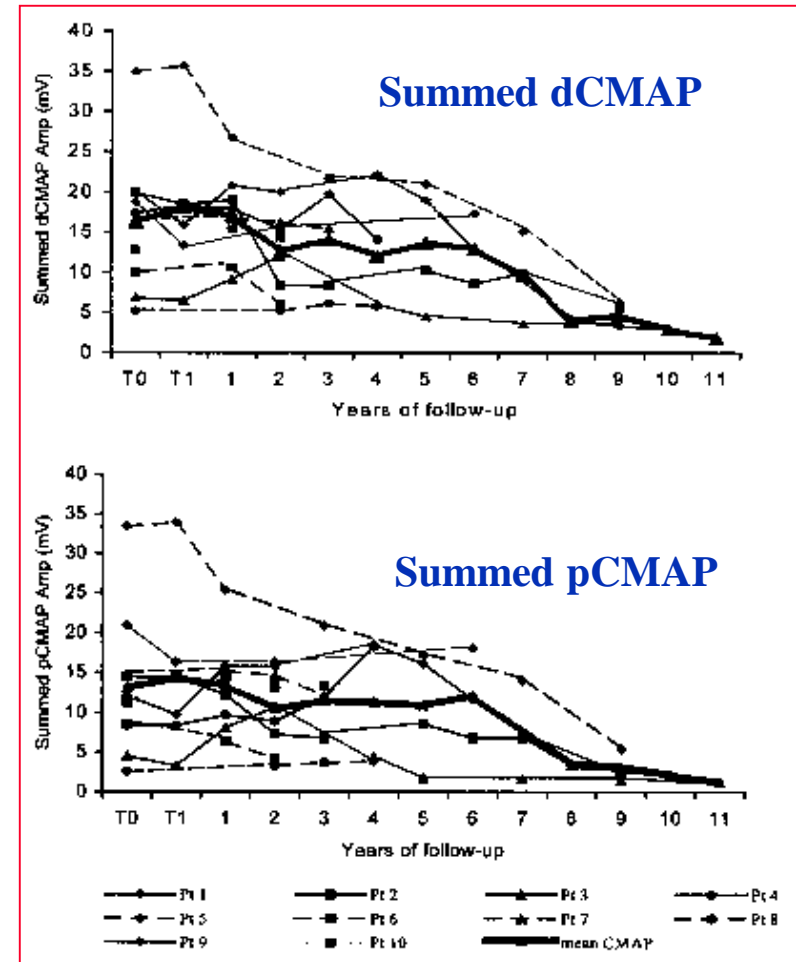 Summed dCMAP
Summed dCMAP Amp (mV)
40
35
30
25
20
15
10
5
0
T0 T1 1 2 3 4 5 6 7 8 9 10 11
Years of follow-up
Summed pCMAP
Summed pCMAP Amp (mV)
40
35
30
25
20
15
10
5
0
T0 T1 1 2 3 4 5 6 7 8 9 10 11
Years of follow-up
Pt 1 Pt 2 Pt 3 Pt 4
Pt 5 Pt 6 Pt 7 Pt 8
Pt 9 Pt 10 mean CMAP